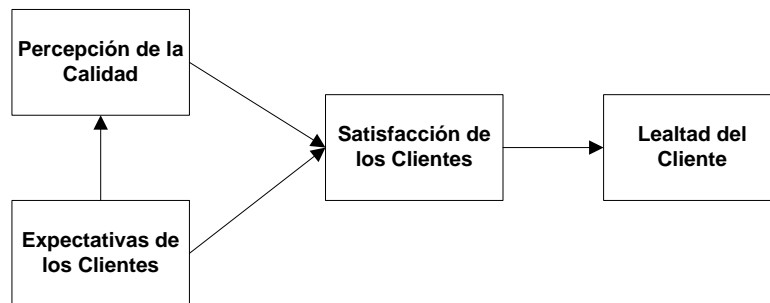 Percepción de la
Calidad
Expectativas de
los Clientes
Satisfacción de
los Clientes
Lealtad del
Cliente